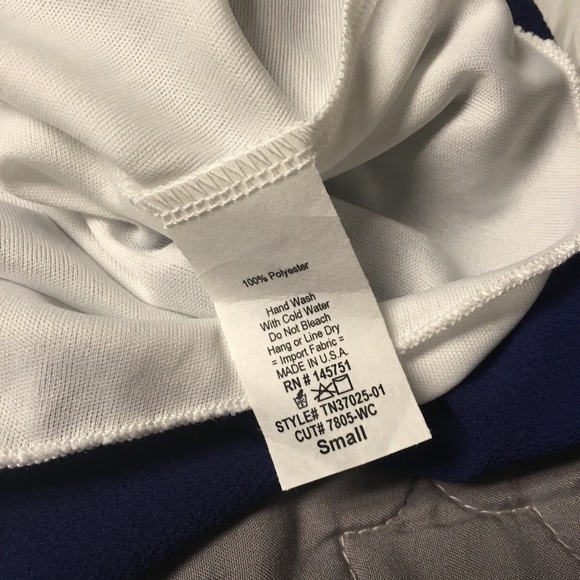 100% Polyester
Hand Wash
With Cold Water
Do Not Bleach
Hang or Line Dry
= Import Fabric =
MADE IN U.S.A.
RN # 145751
STYLE# TN37025-01
CUT# 7805-WC
Small